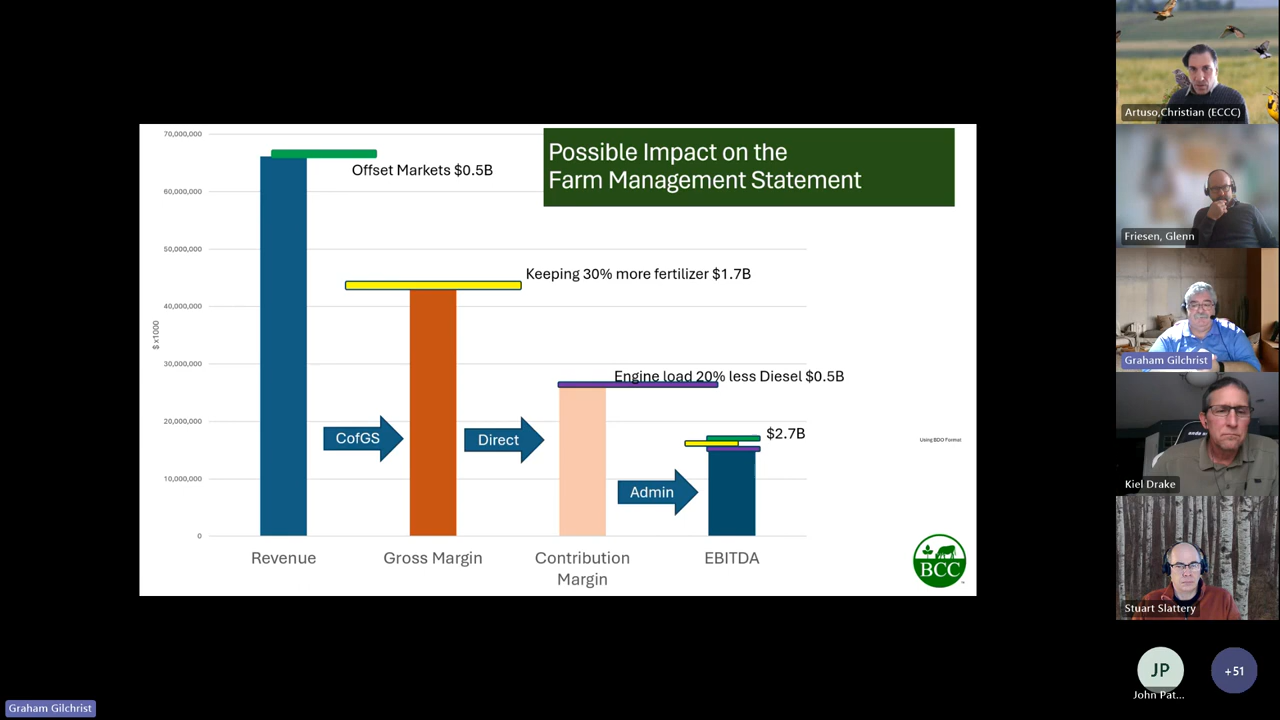 Possible Impact on the
Farm Management Statement
70,000,000
60,000,000
50,000,000
40,000,000
30,000,000
20,000,000
10,000,000
0
$ x1000
Offset Markets $0.5B
Keeping 30% more fertilizer $1.7B
Engine load 20% less Diesel $0.5B
$2.7B
CofGS
Direct
Admin
Revenue
Gross Margin
Contribution
Margin
EBITDA
Using BDO Format
BCC
Artuso,Christian (ECCC)
Friesen, Glenn
Graham Gilchrist
Kiel Drake
Stuart Slattery
JP
John Pat...
+51
Graham Gilchrist